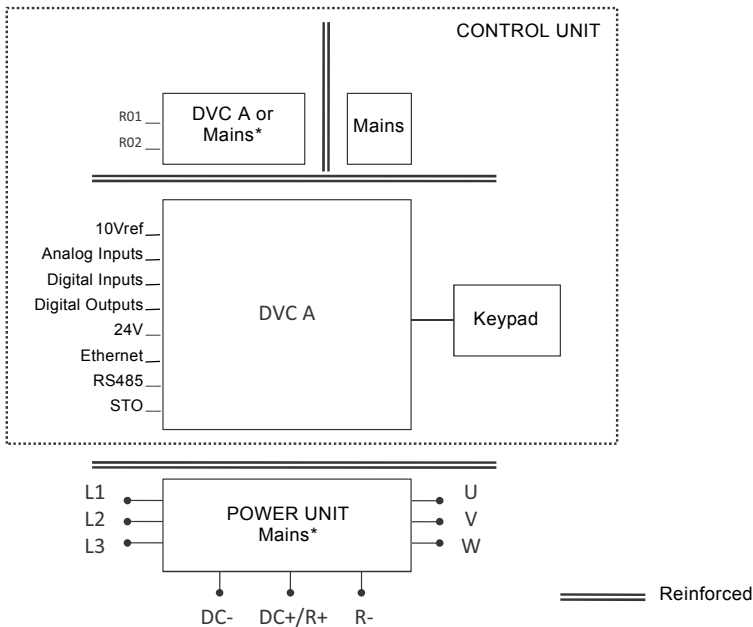 CONTROL UNIT
R01
R02
DVC A or
Mains*
Mains
10Vref
Analog Inputs
Digital Inputs
Digital Outputs
24V
Ethernet
RS485
STO
DVC A
Keypad
L1
L2
L3
POWER UNIT
Mains*
U
V
W
DC-
DC+/R+
R-
Reinforced